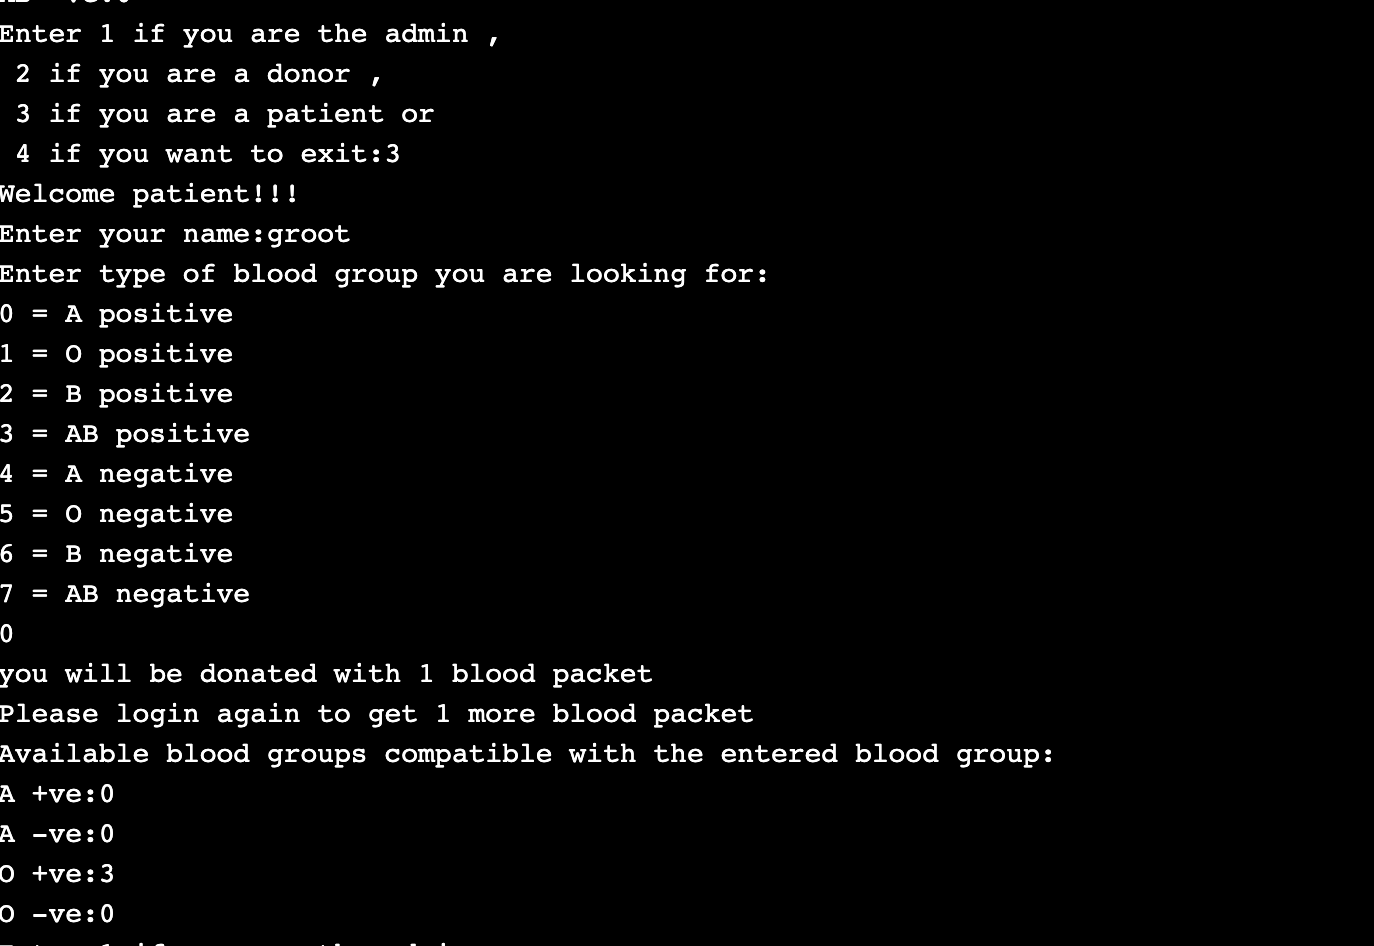 Enter 1 if you are the admin ,
 2 if you are a donor ,
 3 if you are a patient or
 4 if you want to exit:3
Welcome patient!!!
Enter your name:groot
Enter type of blood group you are looking for:
0 = A positive
1 = O positive
2 = B positive
3 = AB positive
4 = A negative
5 = O negative
6 = B negative
7 = AB negative
0
you will be donated with 1 blood packet
Please login again to get 1 more blood packet
Available blood groups compatible with the entered blood group:
A +ve:0
A -ve:0
O +ve:3
O -ve:0